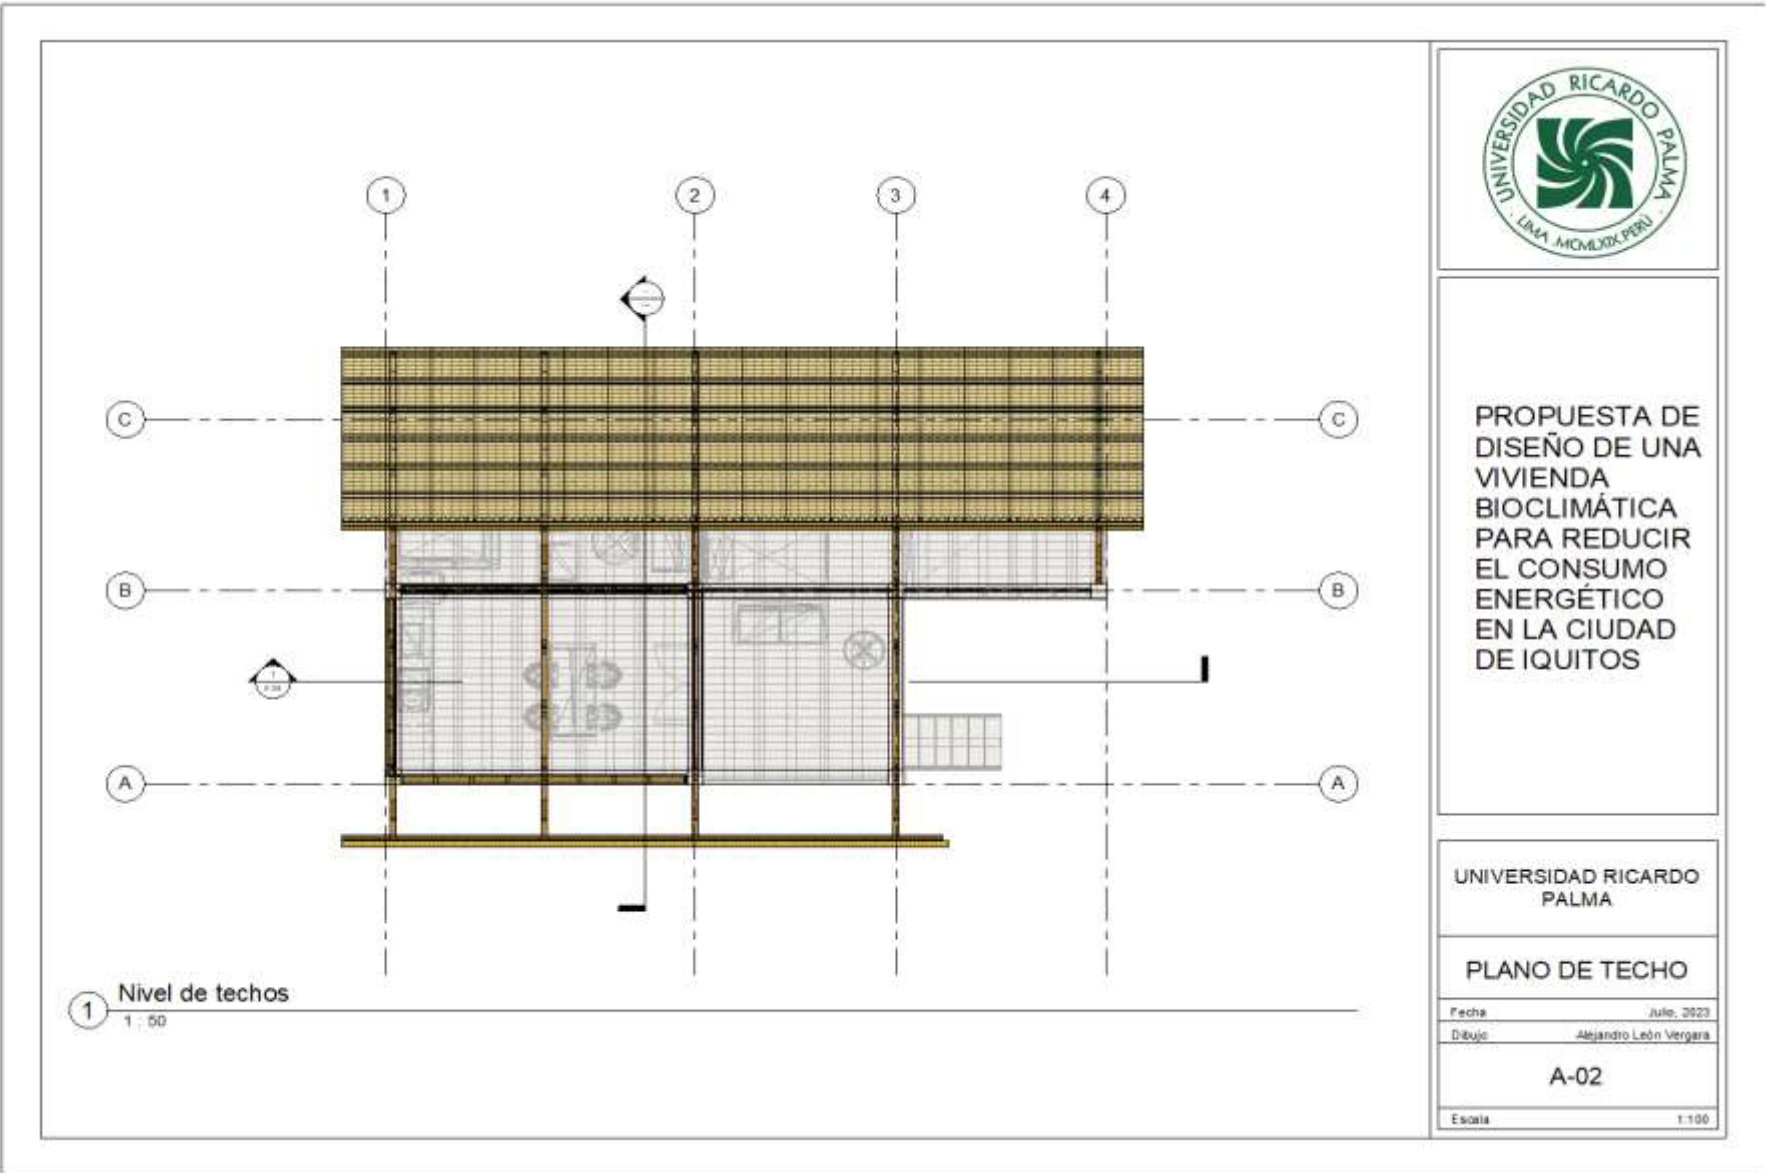 1
2
3
4
C
C
B
B
A
A
1
Nivel de techos
1 : 50
UNIVERSIDAD RICARDO PALMA
LIMA .MCMLXIX.PERÚ
PROPUESTA DE
DISEÑO DE UNA
VIVIENDA
BIOCLIMÁTICA
PARA REDUCIR
EL CONSUMO
ENERGÉTICO
EN LA CIUDAD
DE IQUITOS
UNIVERSIDAD RICARDO
PALMA
PLANO DE TECHO
Fecha Julio, 2023
Dibujo Alejandro León Vergara
A-02
Escala 1:100